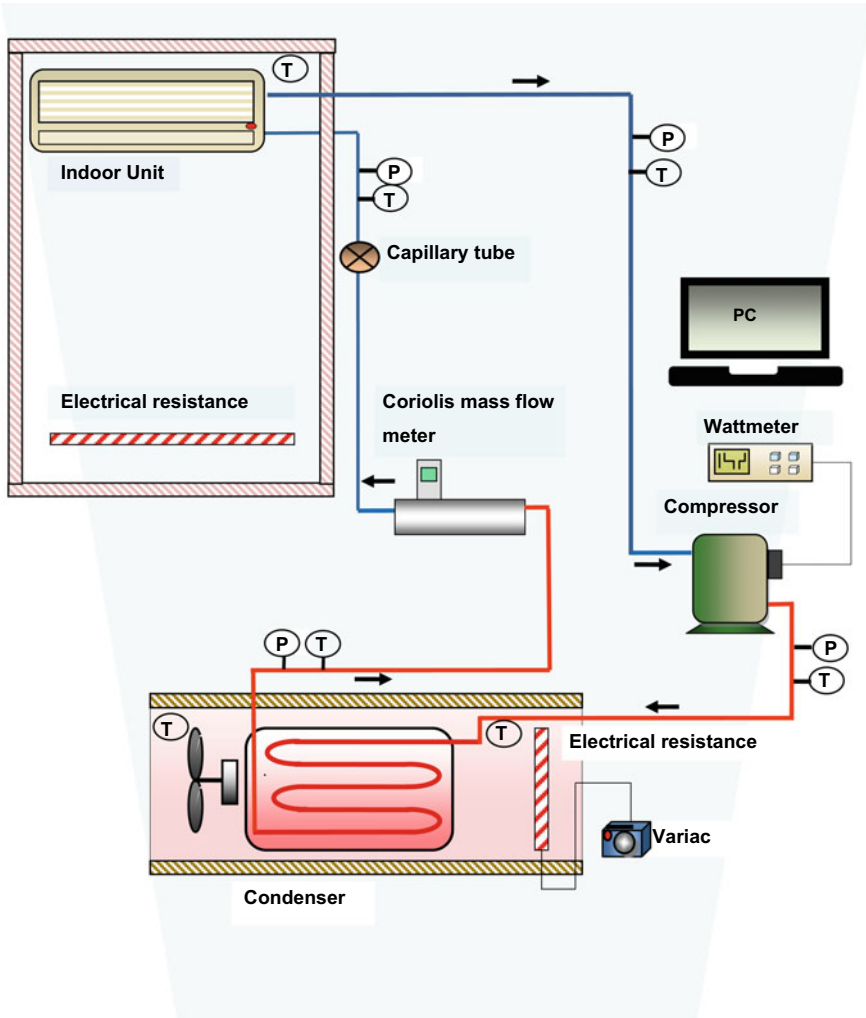 T
P
T
Indoor Unit
P
T
Capillary tube
PC
Electrical resistance
Coriolis mass flow
meter
Wattmeter
Compressor
P
T
P
T
T
T
Electrical resistance
Variac
Condenser